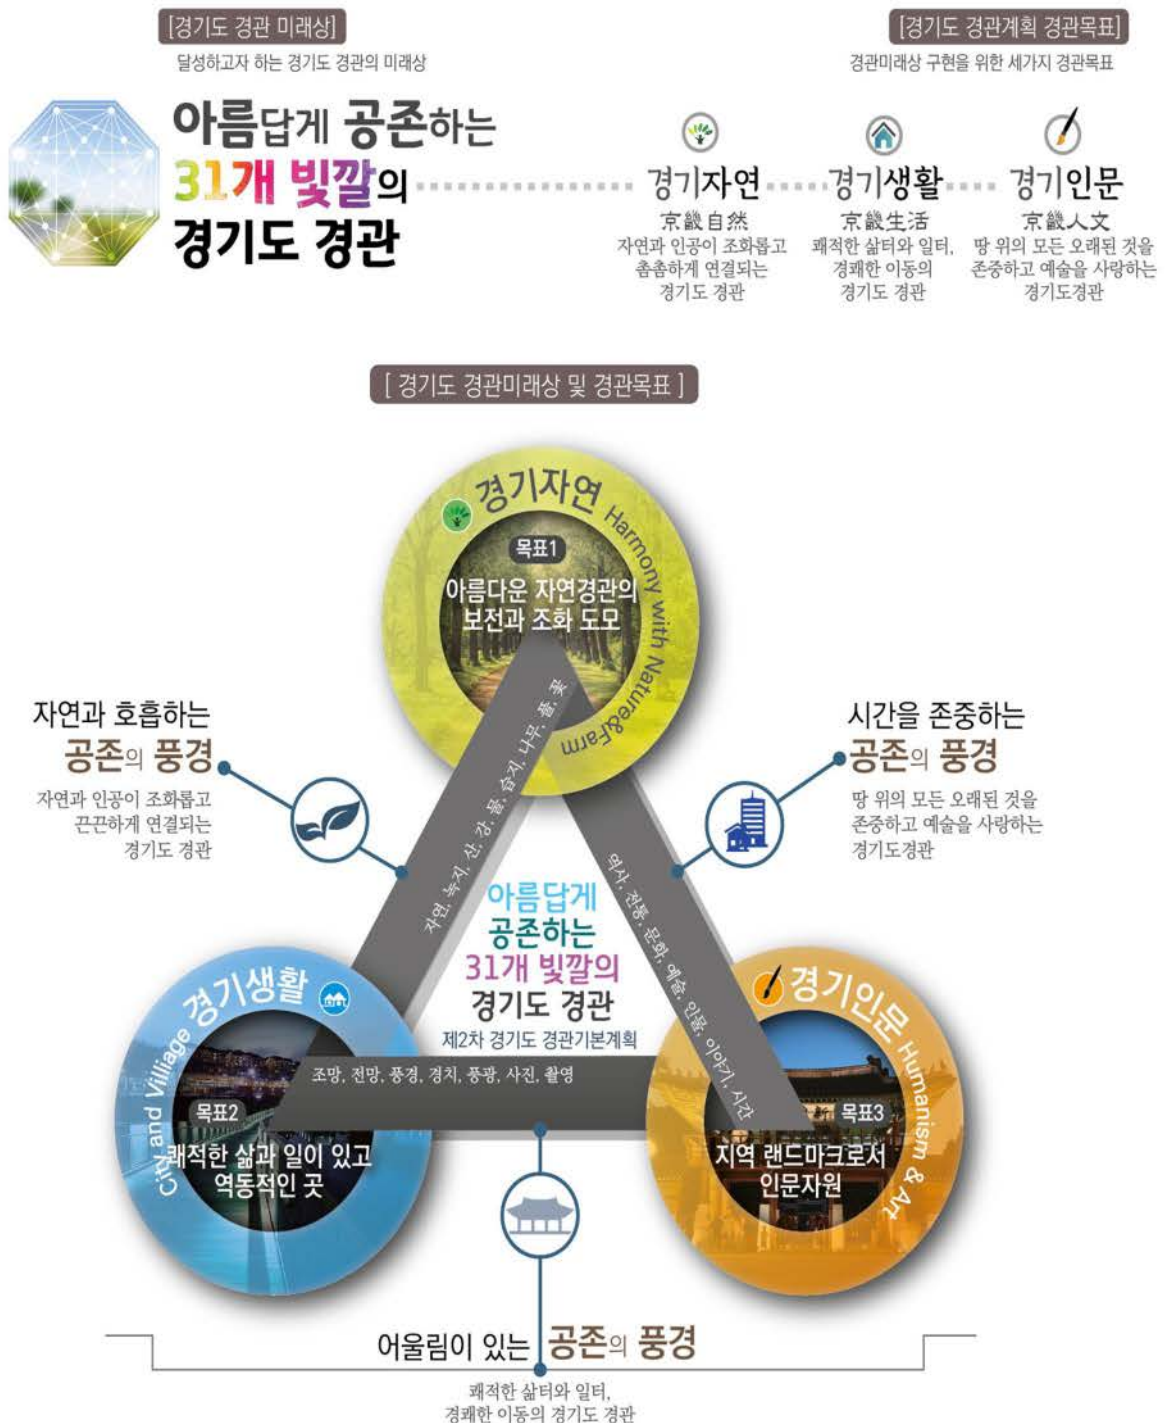 [경기도 경관 미래상]
달성하고자 하는 경기도 경관의 미래상
아름답게 공존하는
31개 빛깔의
경기도 경관
[경기도 경관계획 경관목표]
경관미래상 구현을 위한 세가지 경관목표
경기자연
京畿自然
자연과 인공이 조화롭고
촘촘하게 연결되는
경기도 경관
경기생활
京畿生活
쾌적한 삶터와 일터,
경쾌한 이동의
경기도 경관
경기인문
京畿人文
땅 위의 모든 오래된 것을
존중하고 예술을 사랑하는
경기도경관
[ 경기도 경관미래상 및 경관목표 ]
경기자연
Harmony with Nature&Farm
목표1
아름다운 자연경관의
보전과 조화 도모
자연과 호흡하는
공존의 풍경
자연과 인공이 조화롭고
끈끈하게 연결되는
경기도 경관
시간을 존중하는
공존의 풍경
땅 위의 모든 오래된 것을
존중하고 예술을 사랑하는
경기도경관
자연, 녹지, 산, 강, 물, 습지, 나무, 풀, 꽃
역사, 전통, 문화, 예술, 인물, 이야기, 시간
아름답게
공존하는
31개 빛깔의
경기도 경관
제2차 경기도 경관기본계획
조망, 전망, 풍경, 경치, 풍광, 사진, 촬영
경기생활
City and Villiage
목표2
쾌적한 삶과 일이 있고
역동적인 곳
경기인문
Humanism & Art
목표3
지역 랜드마크로서
인문자원
어울림이 있는 공존의 풍경
쾌적한 삶터와 일터,
경쾌한 이동의 경기도 경관